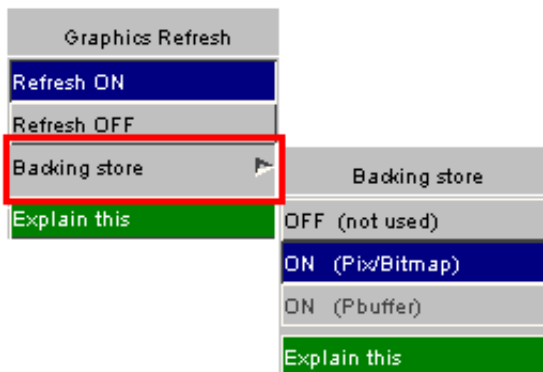 Graphics Refresh
Refresh ON
Refresh OFF
Backing store
Explain this
Backing store
OFF (not used)
ON (Pix/Bitmap)
ON (Pbuffer)
Explain this